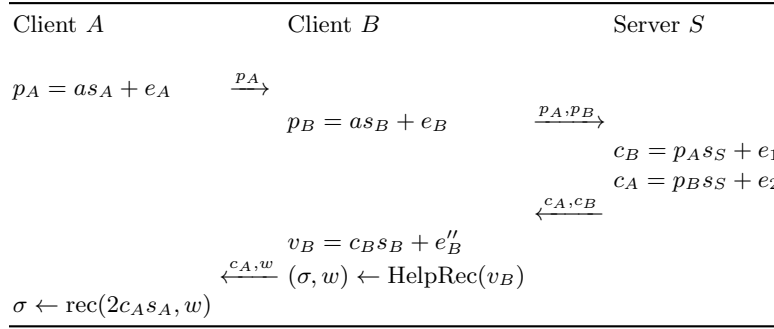 Client A Client B Server S
p_A = as_A + e_A p_A→
p_B = as_B + e_B p_A, p_B→
c_B = p_A s_S + e_1
c_A = p_B s_S + e_2
←c_A, c_B
v_B = c_B s_B + e''_B
←c_A, w (σ, w) ← HelpRec(v_B)
σ ← rec(2c_A s_A, w)